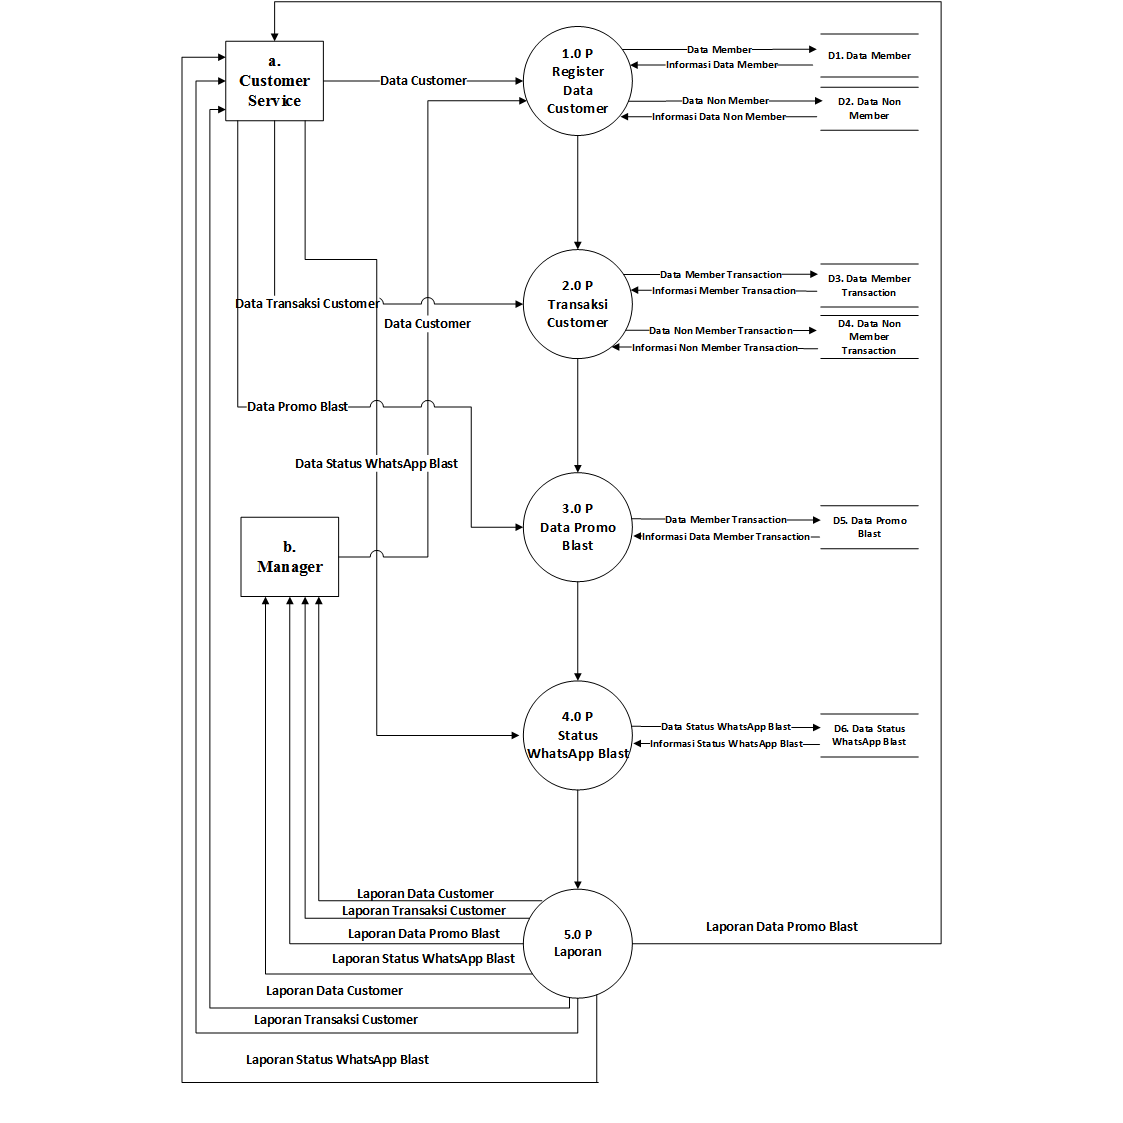 a.
Customer
Service
Data Customer
1.0 P
Register
Data
Customer
Data Member
Informasi Data Member
D1. Data Member
Data Non Member
Informasi Data Non Member
D2. Data Non
Member
Data Transaksi Customer
Data Customer
2.0 P
Transaksi
Customer
Data Member Transaction
Informasi Member Transaction
D3. Data Member
Transaction
Data Non Member Transaction
Informasi Non Member Transaction
D4. Data Non
Member
Transaction
Data Promo Blast
Data Status WhatsApp Blast
3.0 P
Data Promo
Blast
Data Member Transaction
Informasi Data Member Transaction
D5. Data Promo
Blast
b.
Manager
4.0 P
Status
WhatsApp Blast
Data Status WhatsApp Blast
Informasi Status WhatsApp Blast
D6. Data Status
WhatsApp Blast
Laporan Data Customer
Laporan Transaksi Customer
Laporan Data Promo Blast
Laporan Status WhatsApp Blast
5.0 P
Laporan
Laporan Data Promo Blast
Laporan Data Customer
Laporan Transaksi Customer
Laporan Status WhatsApp Blast